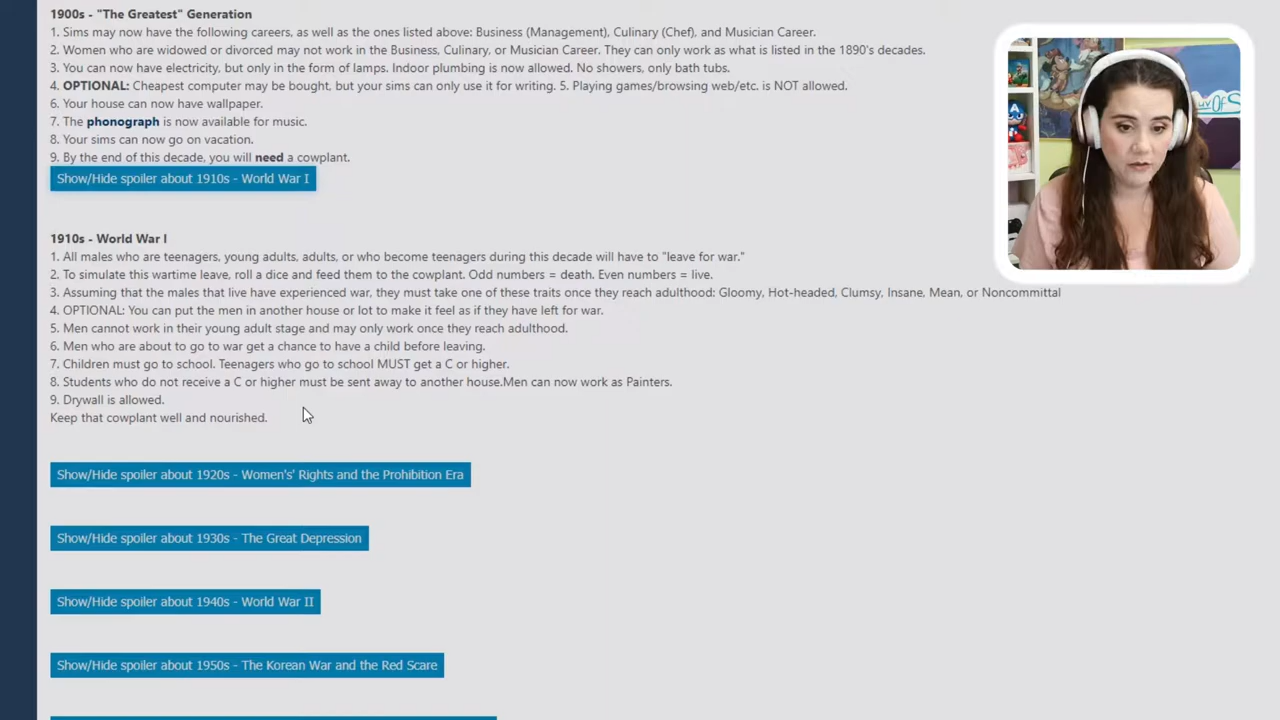 1900s - "The Greatest" Generation
1. Sims may now have the following careers, as well as the ones listed above: Business (Management), Culinary (Chef), and Musician Career.
2. Women who are widowed or divorced may not work in the Business, Culinary, or Musician Career. They can only work as what is listed in the 1890's decades.
3. You can now have electricity, but only in the form of lamps. Indoor plumbing is now allowed. No showers, only bath tubs.
4. OPTIONAL: Cheapest computer may be bought, but your sims can only use it for writing. 5. Playing games/browsing web/etc. is NOT allowed.
6. Your house can now have wallpaper.
7. The phonograph is now available for music.
8. Your sims can now go on vacation.
9. By the end of this decade, you will need a cowplant.
Show/Hide spoiler about 1910s - World War I
1910s - World War I
1. All males who are teenagers, young adults, adults, or who become teenagers during this decade will have to "leave for war."
2. To simulate this wartime leave, roll a dice and feed them to the cowplant. Odd numbers = death. Even numbers = live.
3. Assuming that the males that live have experienced war, they must take one of these traits once they reach adulthood: Gloomy, Hot-headed, Clumsy, Insane. Mean, or Noncommittal
4. OPTIONAL: You can put the men in another house or lot to make it feel as if they have left for war.
5. Men cannot work in their young adult stage and may only work once they reach adulthood.
6. Men who are about to go to war get a chance to have a child before leaving.
7. Children must go to school. Teenagers who go to school MUST get a C or higher.
8. Students who do not receive a C or higher must be sent away to another house.Men can now work as Painters.
9. Drywall is allowed.
Keep that cowplant well and nourished.
Show/Hide spoiler about 1920s - Women's' Rights and the Prohibition Era
Show/Hide spoiler about 1930s - The Great Depression
Show/Hide spoiler about 1940s - World War II
Show/Hide spoiler about 1950s - The Korean War and the Red Scare